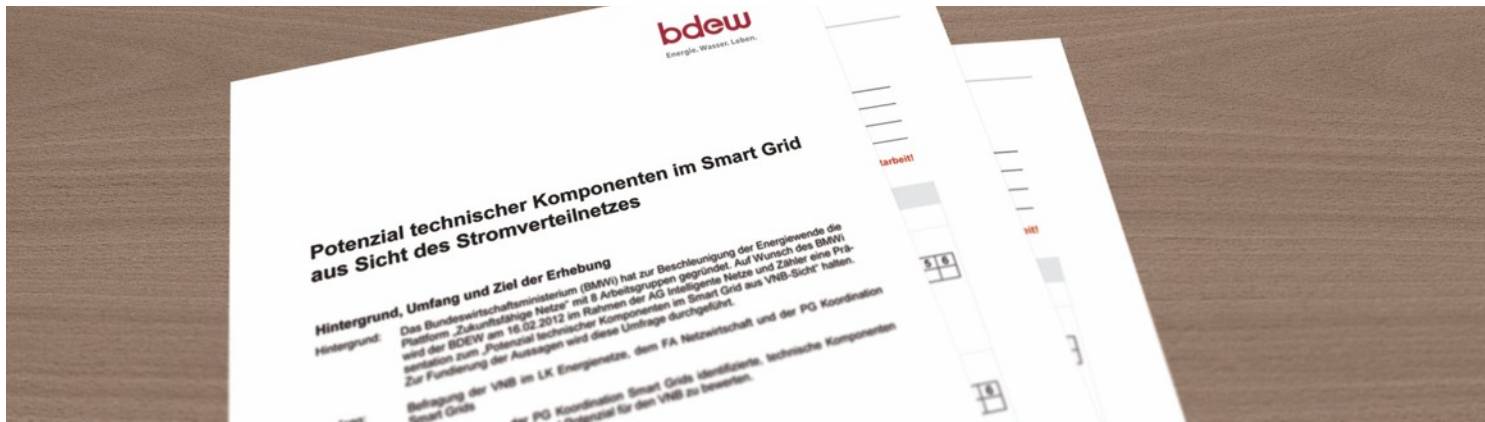 bdew
Energie. Wasser. Leben.
Potenzial technischer Komponenten im Smart Grid
aus Sicht des Stromverteilnetzes
Hintergrund, Umfang und Ziel der Erhebung
Hintergrund: Das Bundeswirtschaftsministerium (BMWi) hat zur Beschleunigung der Energiewende die
Plattform „Zukunftsfähige Netze“ mit 8 Arbeitsgruppen gegründet. Auf Wunsch des BMWi
wird der BDEW am 16.02.2012 im Rahmen der AG Intelligente Netze und Zähler eine Prä-
sentation zum „Potenzial technischer Komponenten im Smart Grid aus VNB-Sicht“ halten.
Zur Fundierung der Aussagen wird diese Umfrage durchgeführt.
Befragung der VNB im LK Energienetze, dem FA Netzwirtschaft und der PG Koordination
Smart Grids
der PG Koordination Smart Grids identifizierte, technische Komponenten
Potenzial für den VNB zu bewerten.
tarbeit!
5 6
6
eit!